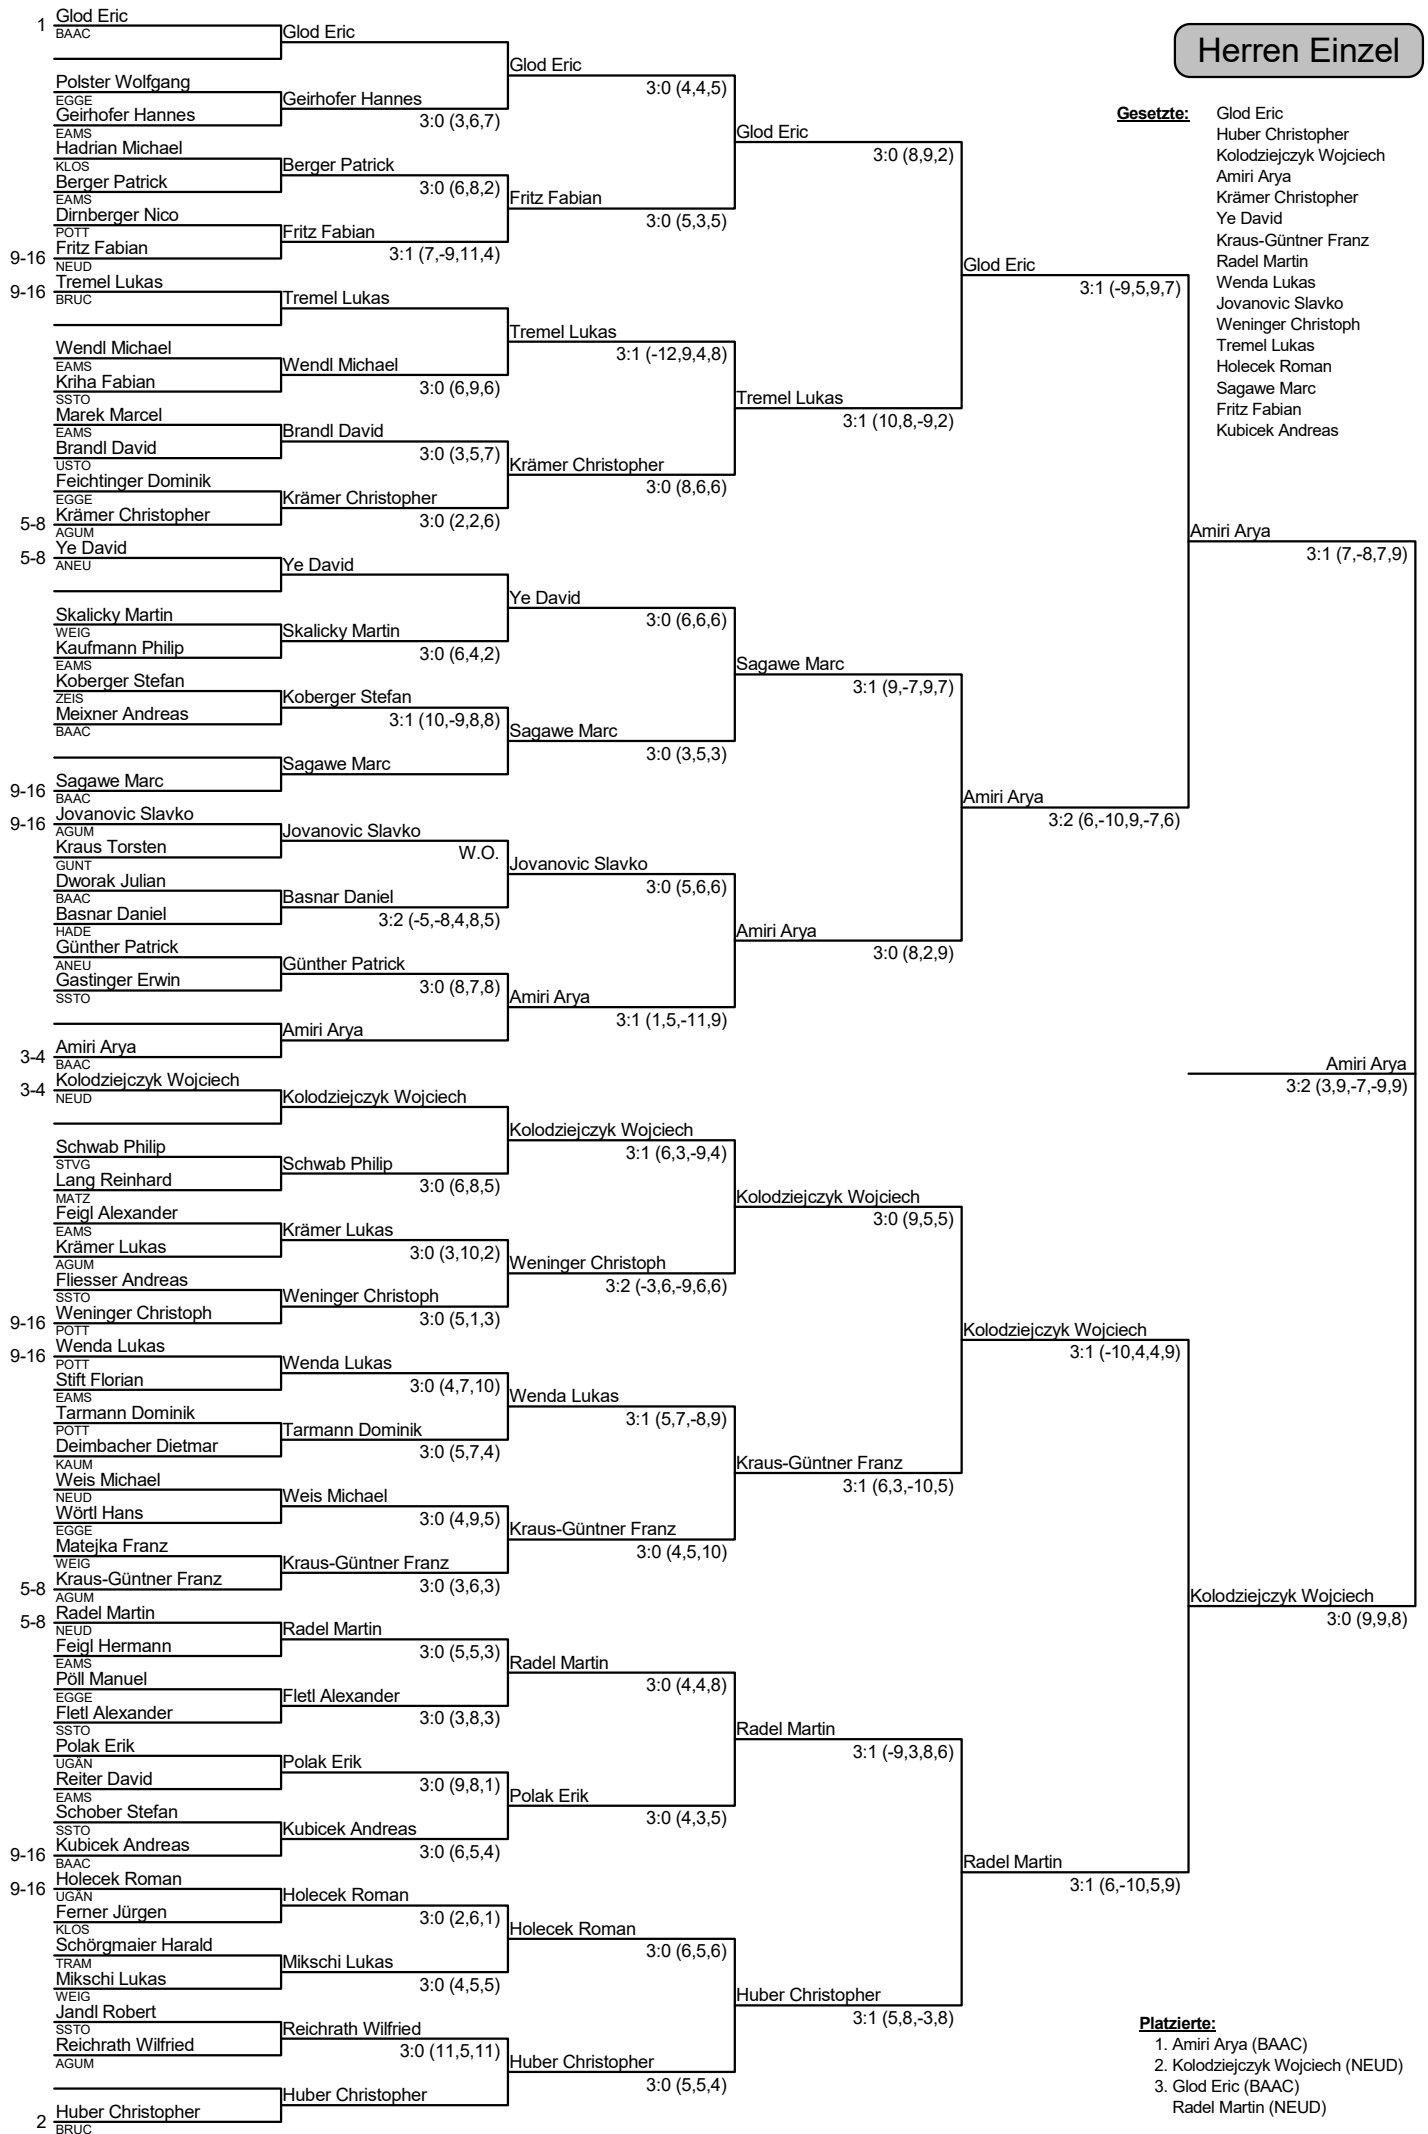 Herren Einzel
Gesetzte:
Glod Eric
Huber Christopher
Kolodziejczyk Wojciech
Amiri Arya
Krämer Christopher
Ye David
Kraus-Güntner Franz
Radel Martin
Wenda Lukas
Jovanovic Slavko
Weninger Christoph
Tremel Lukas
Holecek Roman
Sagawe Marc
Fritz Fabian
Kubicek Andreas
1 Glod Eric
BAAC
Polster Wolfgang
EGGE
Geirhofer Hannes
EAMS
Hadrian Michael
KLOS
Berger Patrick
EAMS
Dirnberger Nico
POTT
9-16 Fritz Fabian
NEUD
9-16 Tremel Lukas
BRUC
Wendl Michael
EAMS
Kriha Fabian
SSTO
Marek Marcel
EAMS
Brandl David
USTO
Feichtinger Dominik
EGGE
5-8 Krämer Christopher
AGUM
5-8 Ye David
ANEU
Skalicky Martin
WEIG
Kaufmann Philip
EAMS
Koberger Stefan
ZEIS
Meixner Andreas
BAAC
9-16 Sagawe Marc
BAAC
9-16 Jovanovic Slavko
AGUM
Kraus Torsten
GUNT
Dworak Julian
BAAC
Basnar Daniel
HADE
Günther Patrick
ANEU
Gastinger Erwin
SSTO
3-4 Amiri Arya
BAAC
3-4 Kolodziejczyk Wojciech
NEUD
Schwab Philip
STVG
Lang Reinhard
MATZ
Feigl Alexander
EAMS
Krämer Lukas
AGUM
Fliesser Andreas
SSTO
9-16 Weninger Christoph
POTT
9-16 Wenda Lukas
POTT
Stift Florian
EAMS
Tarmann Dominik
POTT
Deimbacher Dietmar
KAUM
Weis Michael
NEUD
Wörtl Hans
EGGE
Matejka Franz
WEIG
5-8 Kraus-Güntner Franz
AGUM
5-8 Radel Martin
NEUD
Feigl Hermann
EAMS
Pöll Manuel
EGGE
Fletl Alexander
SSTO
Polak Erik
UGÄN
Reiter David
EAMS
Schober Stefan
SSTO
9-16 Kubicek Andreas
BAAC
9-16 Holecek Roman
UGÄN
Ferner Jürgen
KLOS
Schörgmaier Harald
TRAM
Mikschi Lukas
WEIG
Jandl Robert
SSTO
Reichrath Wilfried
AGUM
2 Huber Christopher
BRUC
Glod Eric
Geirhofer Hannes
3:0 (3,6,7)
Berger Patrick
3:0 (6,8,2)
Fritz Fabian
3:1 (7,-9,11,4)
Tremel Lukas
Wendl Michael
3:0 (6,9,6)
Brandl David
3:0 (3,5,7)
Krämer Christopher
3:0 (2,2,6)
Ye David
Skalicky Martin
3:0 (6,4,2)
Koberger Stefan
3:1 (10,-9,8,8)
Sagawe Marc
Jovanovic Slavko
W.O.
Basnar Daniel
3:2 (-5,-8,4,8,5)
Günther Patrick
3:0 (8,7,8)
Amiri Arya
Kolodziejczyk Wojciech
Schwab Philip
3:0 (6,8,5)
Krämer Lukas
3:0 (3,10,2)
Weninger Christoph
3:0 (5,1,3)
Wenda Lukas
3:0 (4,7,10)
Tarmann Dominik
3:0 (5,7,4)
Weis Michael
3:0 (4,9,5)
Kraus-Güntner Franz
3:0 (3,6,3)
Radel Martin
3:0 (5,5,3)
Fletl Alexander
3:0 (3,8,3)
Polak Erik
3:0 (9,8,1)
Kubicek Andreas
3:0 (6,5,4)
Holecek Roman
3:0 (2,6,1)
Mikschi Lukas
3:0 (4,5,5)
Reichrath Wilfried
3:0 (11,5,11)
Huber Christopher
Glod Eric
3:0 (4,4,5)
Fritz Fabian
3:0 (5,3,5)
Tremel Lukas
3:1 (-12,9,4,8)
Krämer Christopher
3:0 (8,6,6)
Ye David
3:0 (6,6,6)
Sagawe Marc
3:0 (3,5,3)
Jovanovic Slavko
3:0 (5,6,6)
Amiri Arya
3:1 (1,5,-11,9)
Kolodziejczyk Wojciech
3:1 (6,3,-9,4)
Weninger Christoph
3:2 (-3,6,-9,6,6)
Wenda Lukas
3:1 (5,7,-8,9)
Kraus-Güntner Franz
3:0 (4,5,10)
Radel Martin
3:0 (4,4,8)
Polak Erik
3:0 (4,3,5)
Holecek Roman
3:0 (6,5,6)
Huber Christopher
3:0 (5,5,4)
Glod Eric
3:0 (8,9,2)
Tremel Lukas
3:1 (10,8,-9,2)
Sagawe Marc
3:1 (9,-7,9,7)
Amiri Arya
3:0 (8,2,9)
Kolodziejczyk Wojciech
3:0 (9,5,5)
Kraus-Güntner Franz
3:1 (6,3,-10,5)
Radel Martin
3:1 (-9,3,8,6)
Huber Christopher
3:1 (5,8,-3,8)
Glod Eric
3:1 (-9,5,9,7)
Amiri Arya
3:2 (6,-10,9,-7,6)
Kolodziejczyk Wojciech
3:1 (-10,4,4,9)
Radel Martin
3:1 (6,-10,5,9)
Amiri Arya
3:1 (7,-8,7,9)
Kolodziejczyk Wojciech
3:0 (9,9,8)
Amiri Arya
3:2 (3,9,-7,-9,9)
Platzierte:
1. Amiri Arya (BAAC)
2. Kolodziejczyk Wojciech (NEUD)
3. Glod Eric (BAAC)
Radel Martin (NEUD)